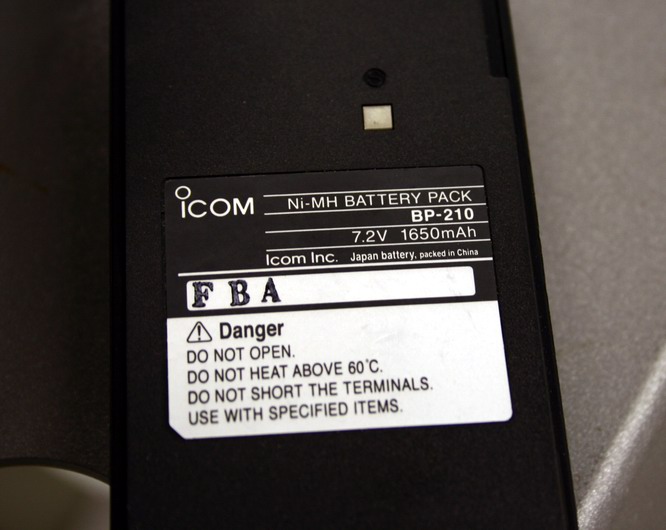 ICOM
Ni-MH BATTERY PACK
BP-210
7.2V 1650mAh
Icom Inc. Japan battery, packed in China
F B A
Danger
DO NOT OPEN.
DO NOT HEAT ABOVE 60°C.
DO NOT SHORT THE TERMINALS.
USE WITH SPECIFIED ITEMS.